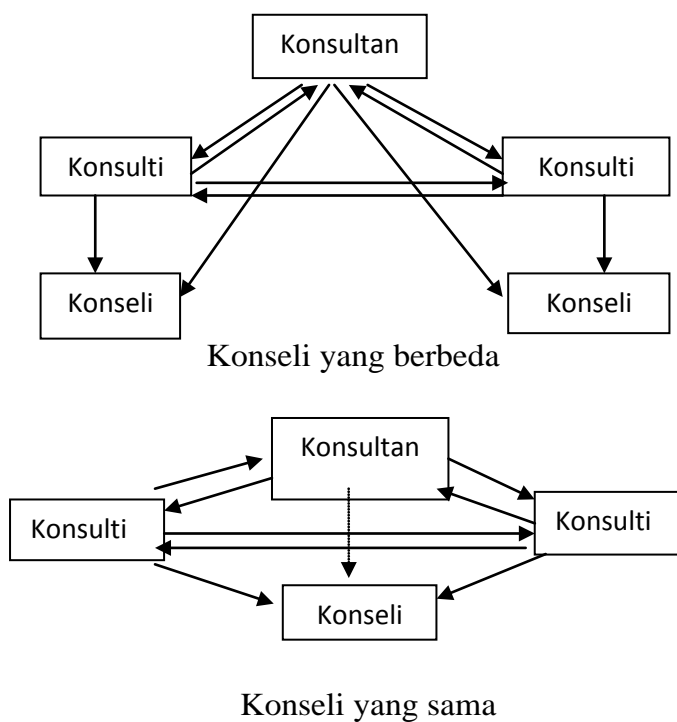 Konsultan
Konsulti
Konsulti
Konseli
Konseli
Konseli yang berbeda
Konsultan
Konsulti
Konsulti
Konseli
Konseli yang sama